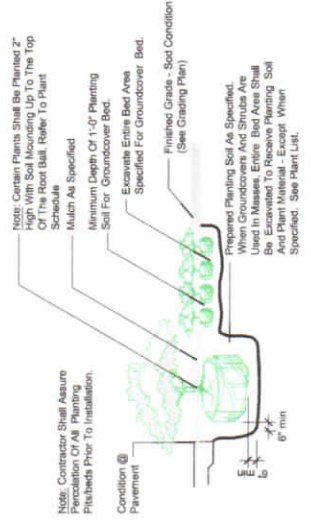 Note: Certain Plants Shall Be Planted 2"
High With Soil Mounding Up To The Top
Of The Root Ball. Refer To Plant
Schedule
Mulch As Specified
Minimum Depth Of 1'-0" Planting
Soil For Groundcover Bed.
Excavate Entire Bed Area
Specified For Groundcover Bed.
Finished Grade - Sod Condition
(See Grading Plan)
Prepared Planting Soil As Specified.
When Groundcovers And Shrubs Are
Used In Masses, Entire Bed Area Shall
Be Excavated To Receive Planting Soil
And Plant Material - Except When
Specified. See Plant List.
Note: Contractor Shall Assure
Percolation Of All Planting
Pits/beds Prior To Installation.
Condition @
Pavement
6" min
6"
min